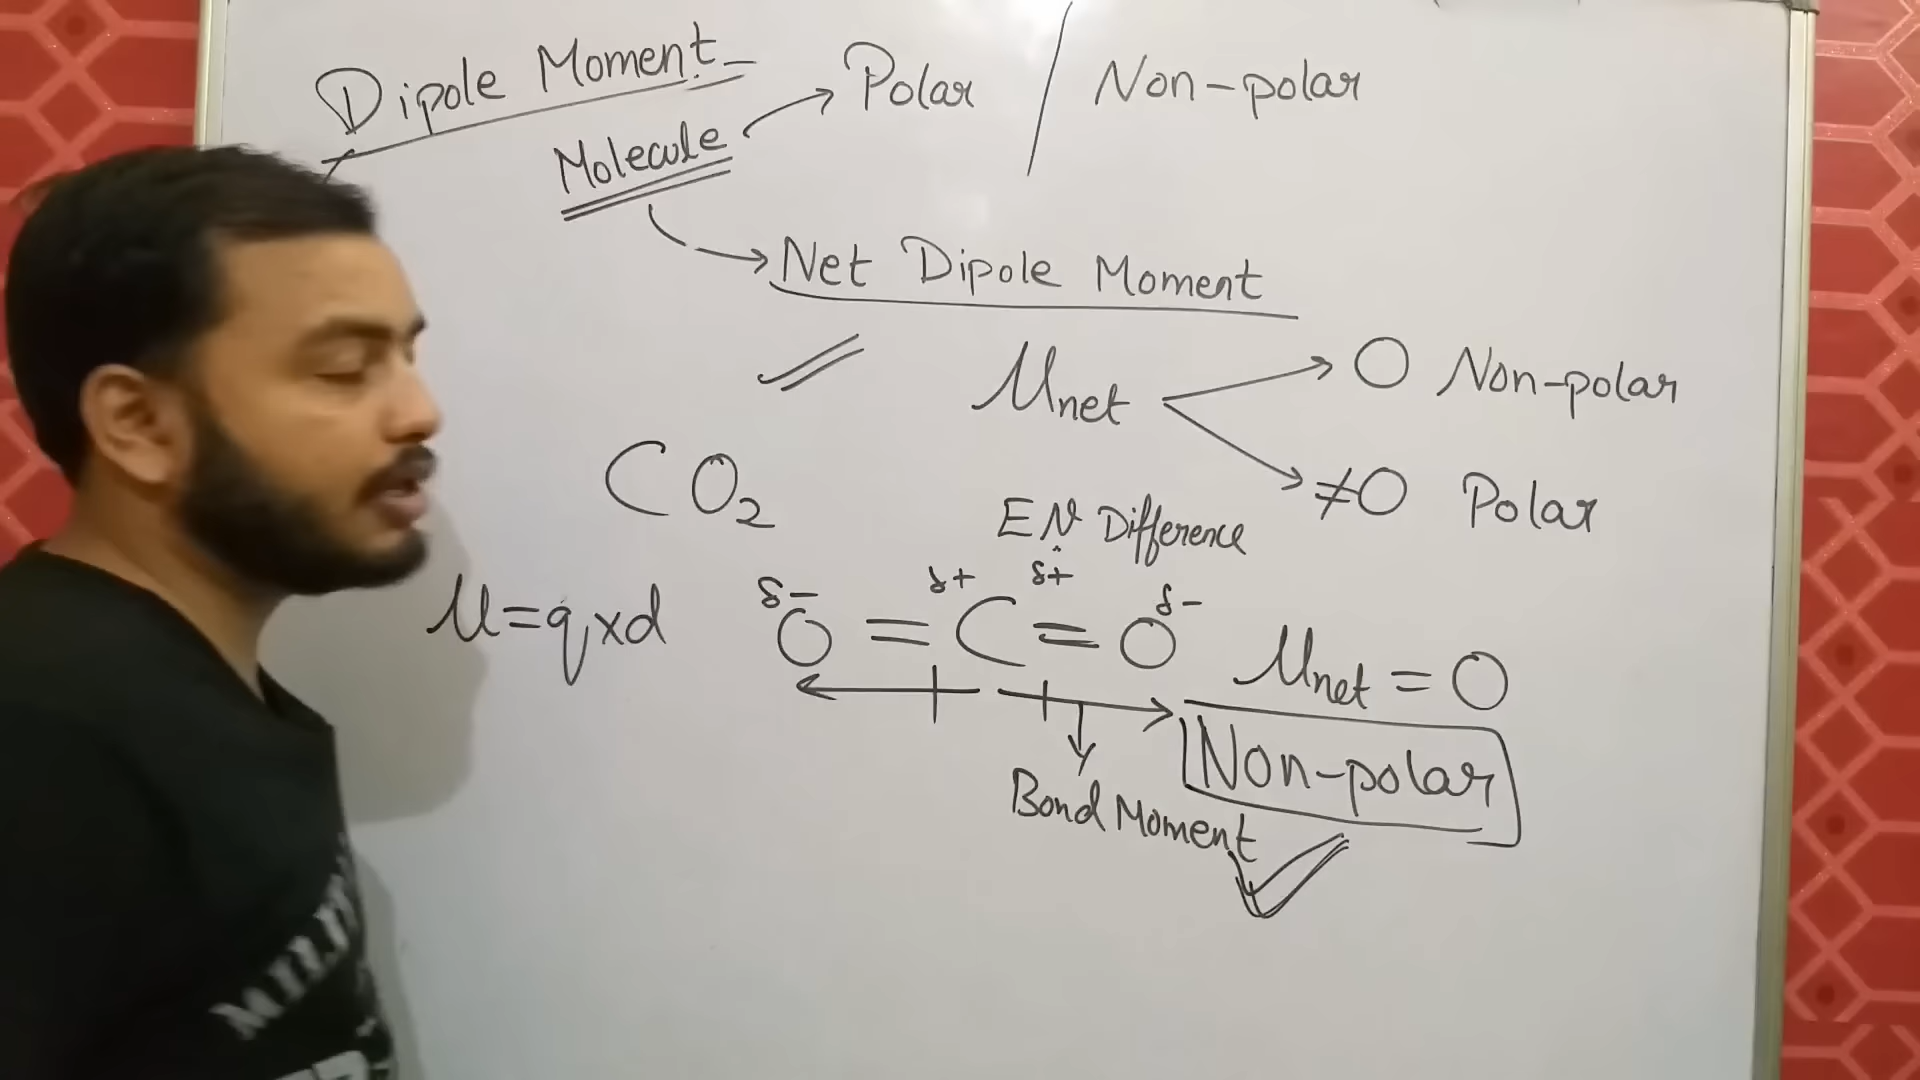 Dipole Moment
Polar / Non-polar
Molecule
Net Dipole Moment
μnet → 0 Non-polar
≠0 Polar
CO2
EN Difference
δ- δ+ δ+ δ-
μ=q×d O=C=O μnet = 0
Non-polar
Bond Moment